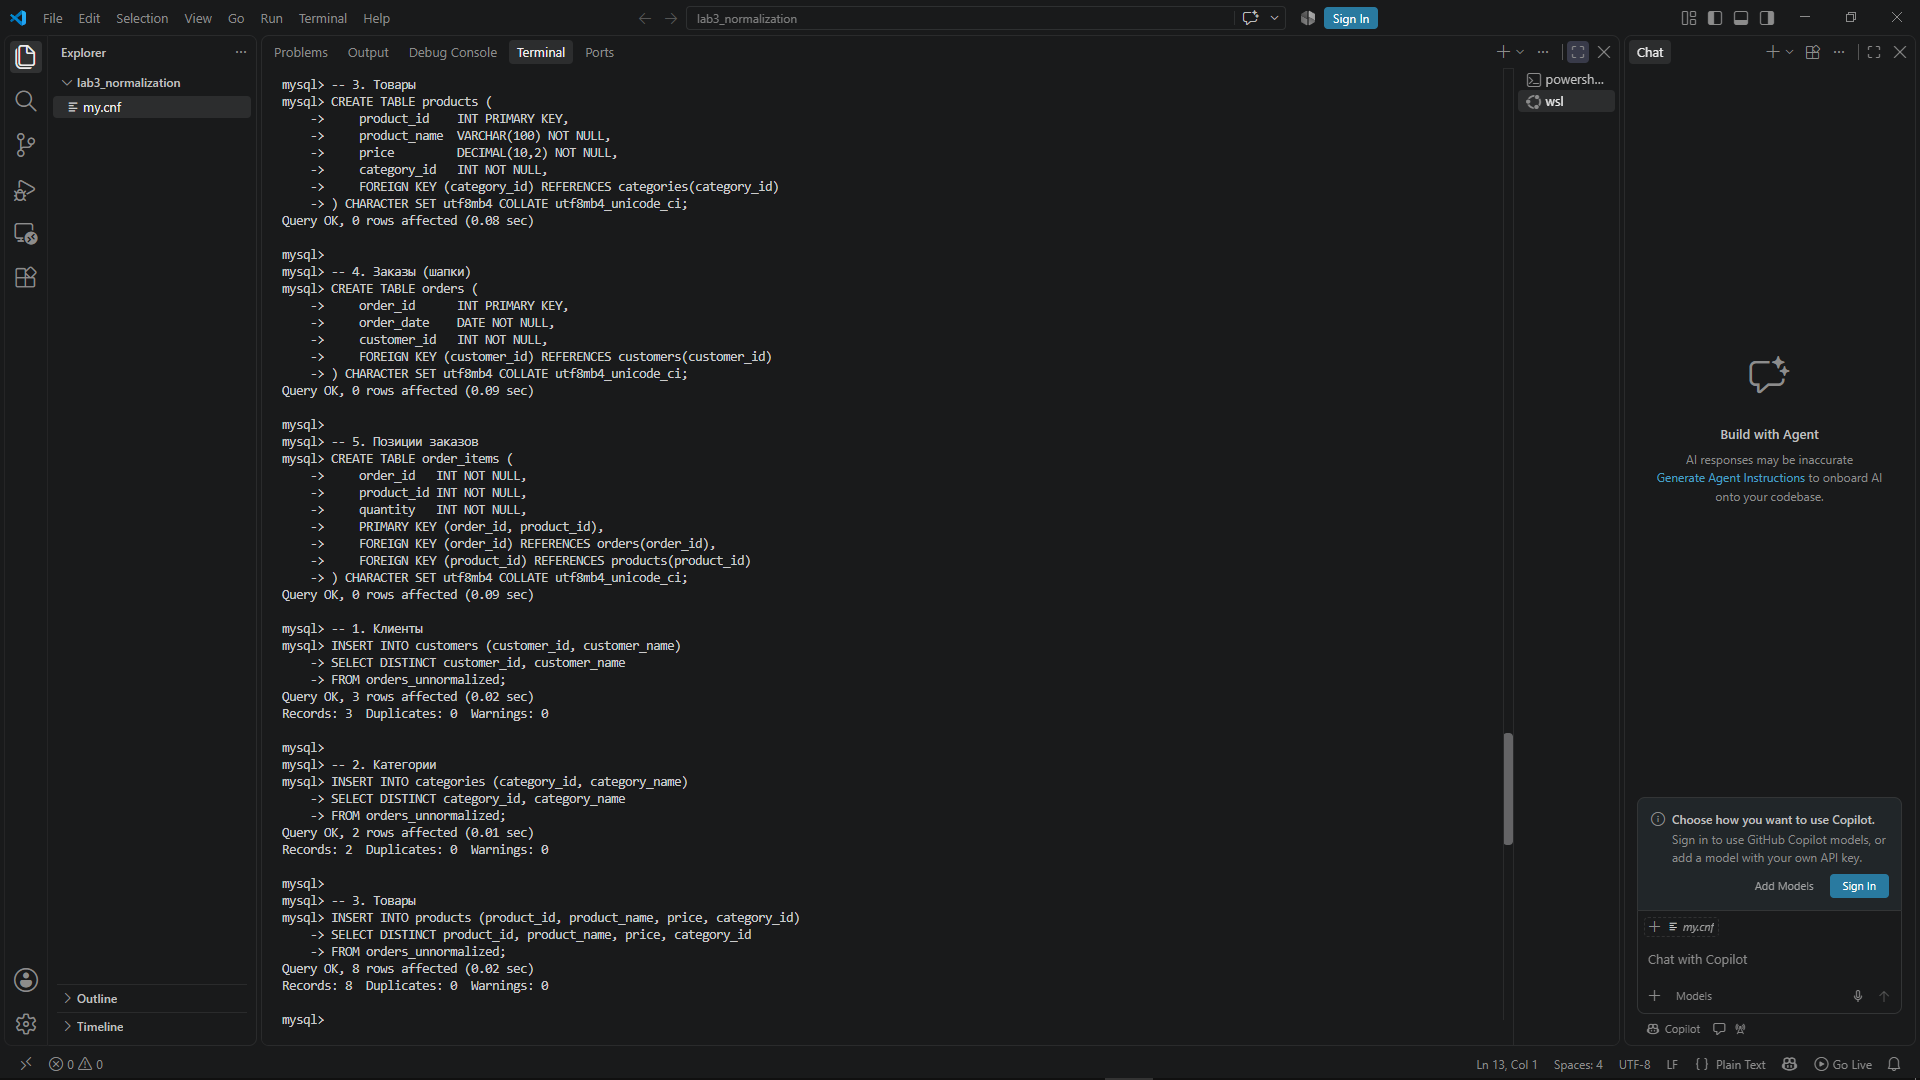 File Edit Selection View Go Run Terminal Help
lab3_normalization
Sign In
Explorer
lab3_normalization
my.cnf
Outline
Timeline
Problems Output Debug Console Terminal Ports
mysql> -- 3. Товары
mysql> CREATE TABLE products (
    ->     product_id    INT PRIMARY KEY,
    ->     product_name  VARCHAR(100) NOT NULL,
    ->     price         DECIMAL(10,2) NOT NULL,
    ->     category_id   INT NOT NULL,
    ->     FOREIGN KEY (category_id) REFERENCES categories(category_id)
    -> ) CHARACTER SET utf8mb4 COLLATE utf8mb4_unicode_ci;
Query OK, 0 rows affected (0.08 sec)
mysql>
mysql> -- 4. Заказы (шапки)
mysql> CREATE TABLE orders (
    ->     order_id      INT PRIMARY KEY,
    ->     order_date    DATE NOT NULL,
    ->     customer_id   INT NOT NULL,
    ->     FOREIGN KEY (customer_id) REFERENCES customers(customer_id)
    -> ) CHARACTER SET utf8mb4 COLLATE utf8mb4_unicode_ci;
Query OK, 0 rows affected (0.09 sec)
mysql>
mysql> -- 5. Позиции заказов
mysql> CREATE TABLE order_items (
    ->     order_id   INT NOT NULL,
    ->     product_id INT NOT NULL,
    ->     quantity   INT NOT NULL,
    ->     PRIMARY KEY (order_id, product_id),
    ->     FOREIGN KEY (order_id) REFERENCES orders(order_id),
    ->     FOREIGN KEY (product_id) REFERENCES products(product_id)
    -> ) CHARACTER SET utf8mb4 COLLATE utf8mb4_unicode_ci;
Query OK, 0 rows affected (0.09 sec)
mysql> -- 1. Клиенты
mysql> INSERT INTO customers (customer_id, customer_name)
    -> SELECT DISTINCT customer_id, customer_name
    -> FROM orders_unnormalized;
Query OK, 3 rows affected (0.02 sec)
Records: 3  Duplicates: 0  Warnings: 0
mysql>
mysql> -- 2. Категории
mysql> INSERT INTO categories (category_id, category_name)
    -> SELECT DISTINCT category_id, category_name
    -> FROM orders_unnormalized;
Query OK, 2 rows affected (0.01 sec)
Records: 2  Duplicates: 0  Warnings: 0
mysql>
mysql> -- 3. Товары
mysql> INSERT INTO products (product_id, product_name, price, category_id)
    -> SELECT DISTINCT product_id, product_name, price, category_id
    -> FROM orders_unnormalized;
Query OK, 8 rows affected (0.02 sec)
Records: 8  Duplicates: 0  Warnings: 0
mysql>
powersh...
wsl
Chat
Build with Agent
AI responses may be inaccurate
Generate Agent Instructions to onboard AI
onto your codebase.
Choose how you want to use Copilot.
Sign in to use GitHub Copilot models, or
add a model with your own API key.
Add Models Sign In
my.cnf
Chat with Copilot
Models
Copilot
0 0
Ln 13, Col 1 Spaces: 4 UTF-8 LF { } Plain Text Go Live